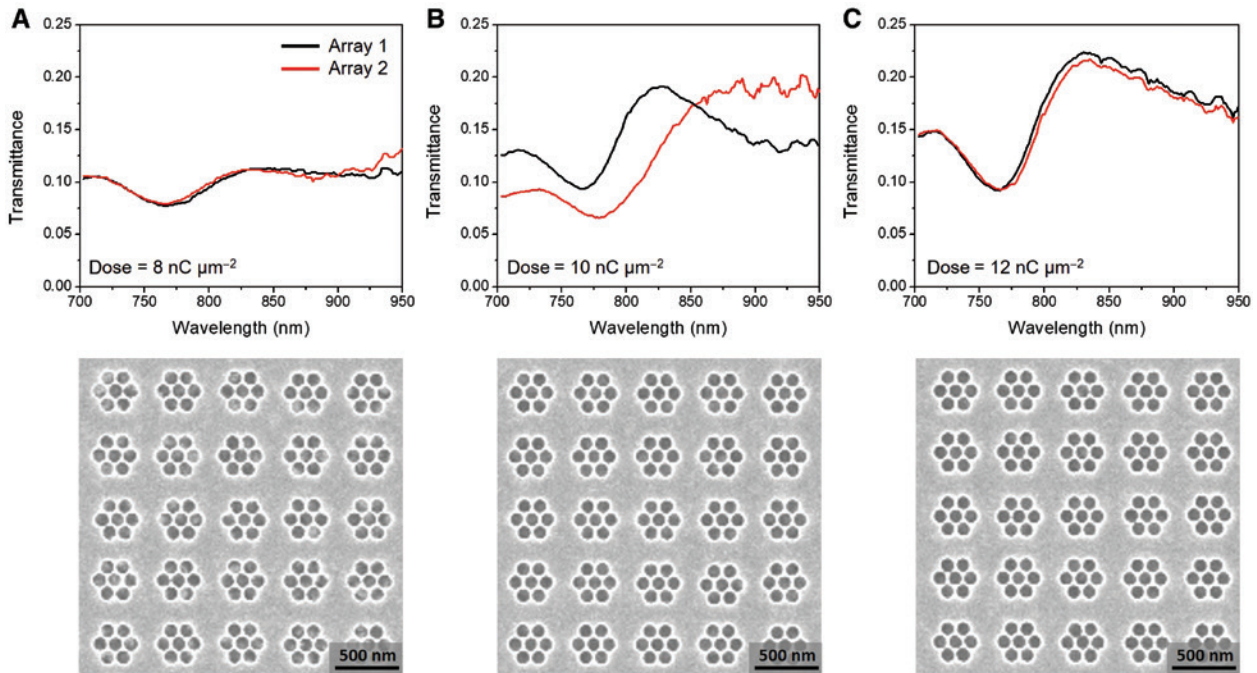 A
B
C
0.25
0.20
0.15
0.10
0.05
0.00
Transmittance
Array 1
Array 2
Dose = 8 nC μm⁻²
700 750 800 850 900 950
Wavelength (nm)
0.25
0.20
0.15
0.10
0.05
0.00
Transmittance
Dose = 10 nC μm⁻²
700 750 800 850 900 950
Wavelength (nm)
0.25
0.20
0.15
0.10
0.05
0.00
Transmittance
Dose = 12 nC μm⁻²
700 750 800 850 900 950
Wavelength (nm)
500 nm
500 nm
500 nm